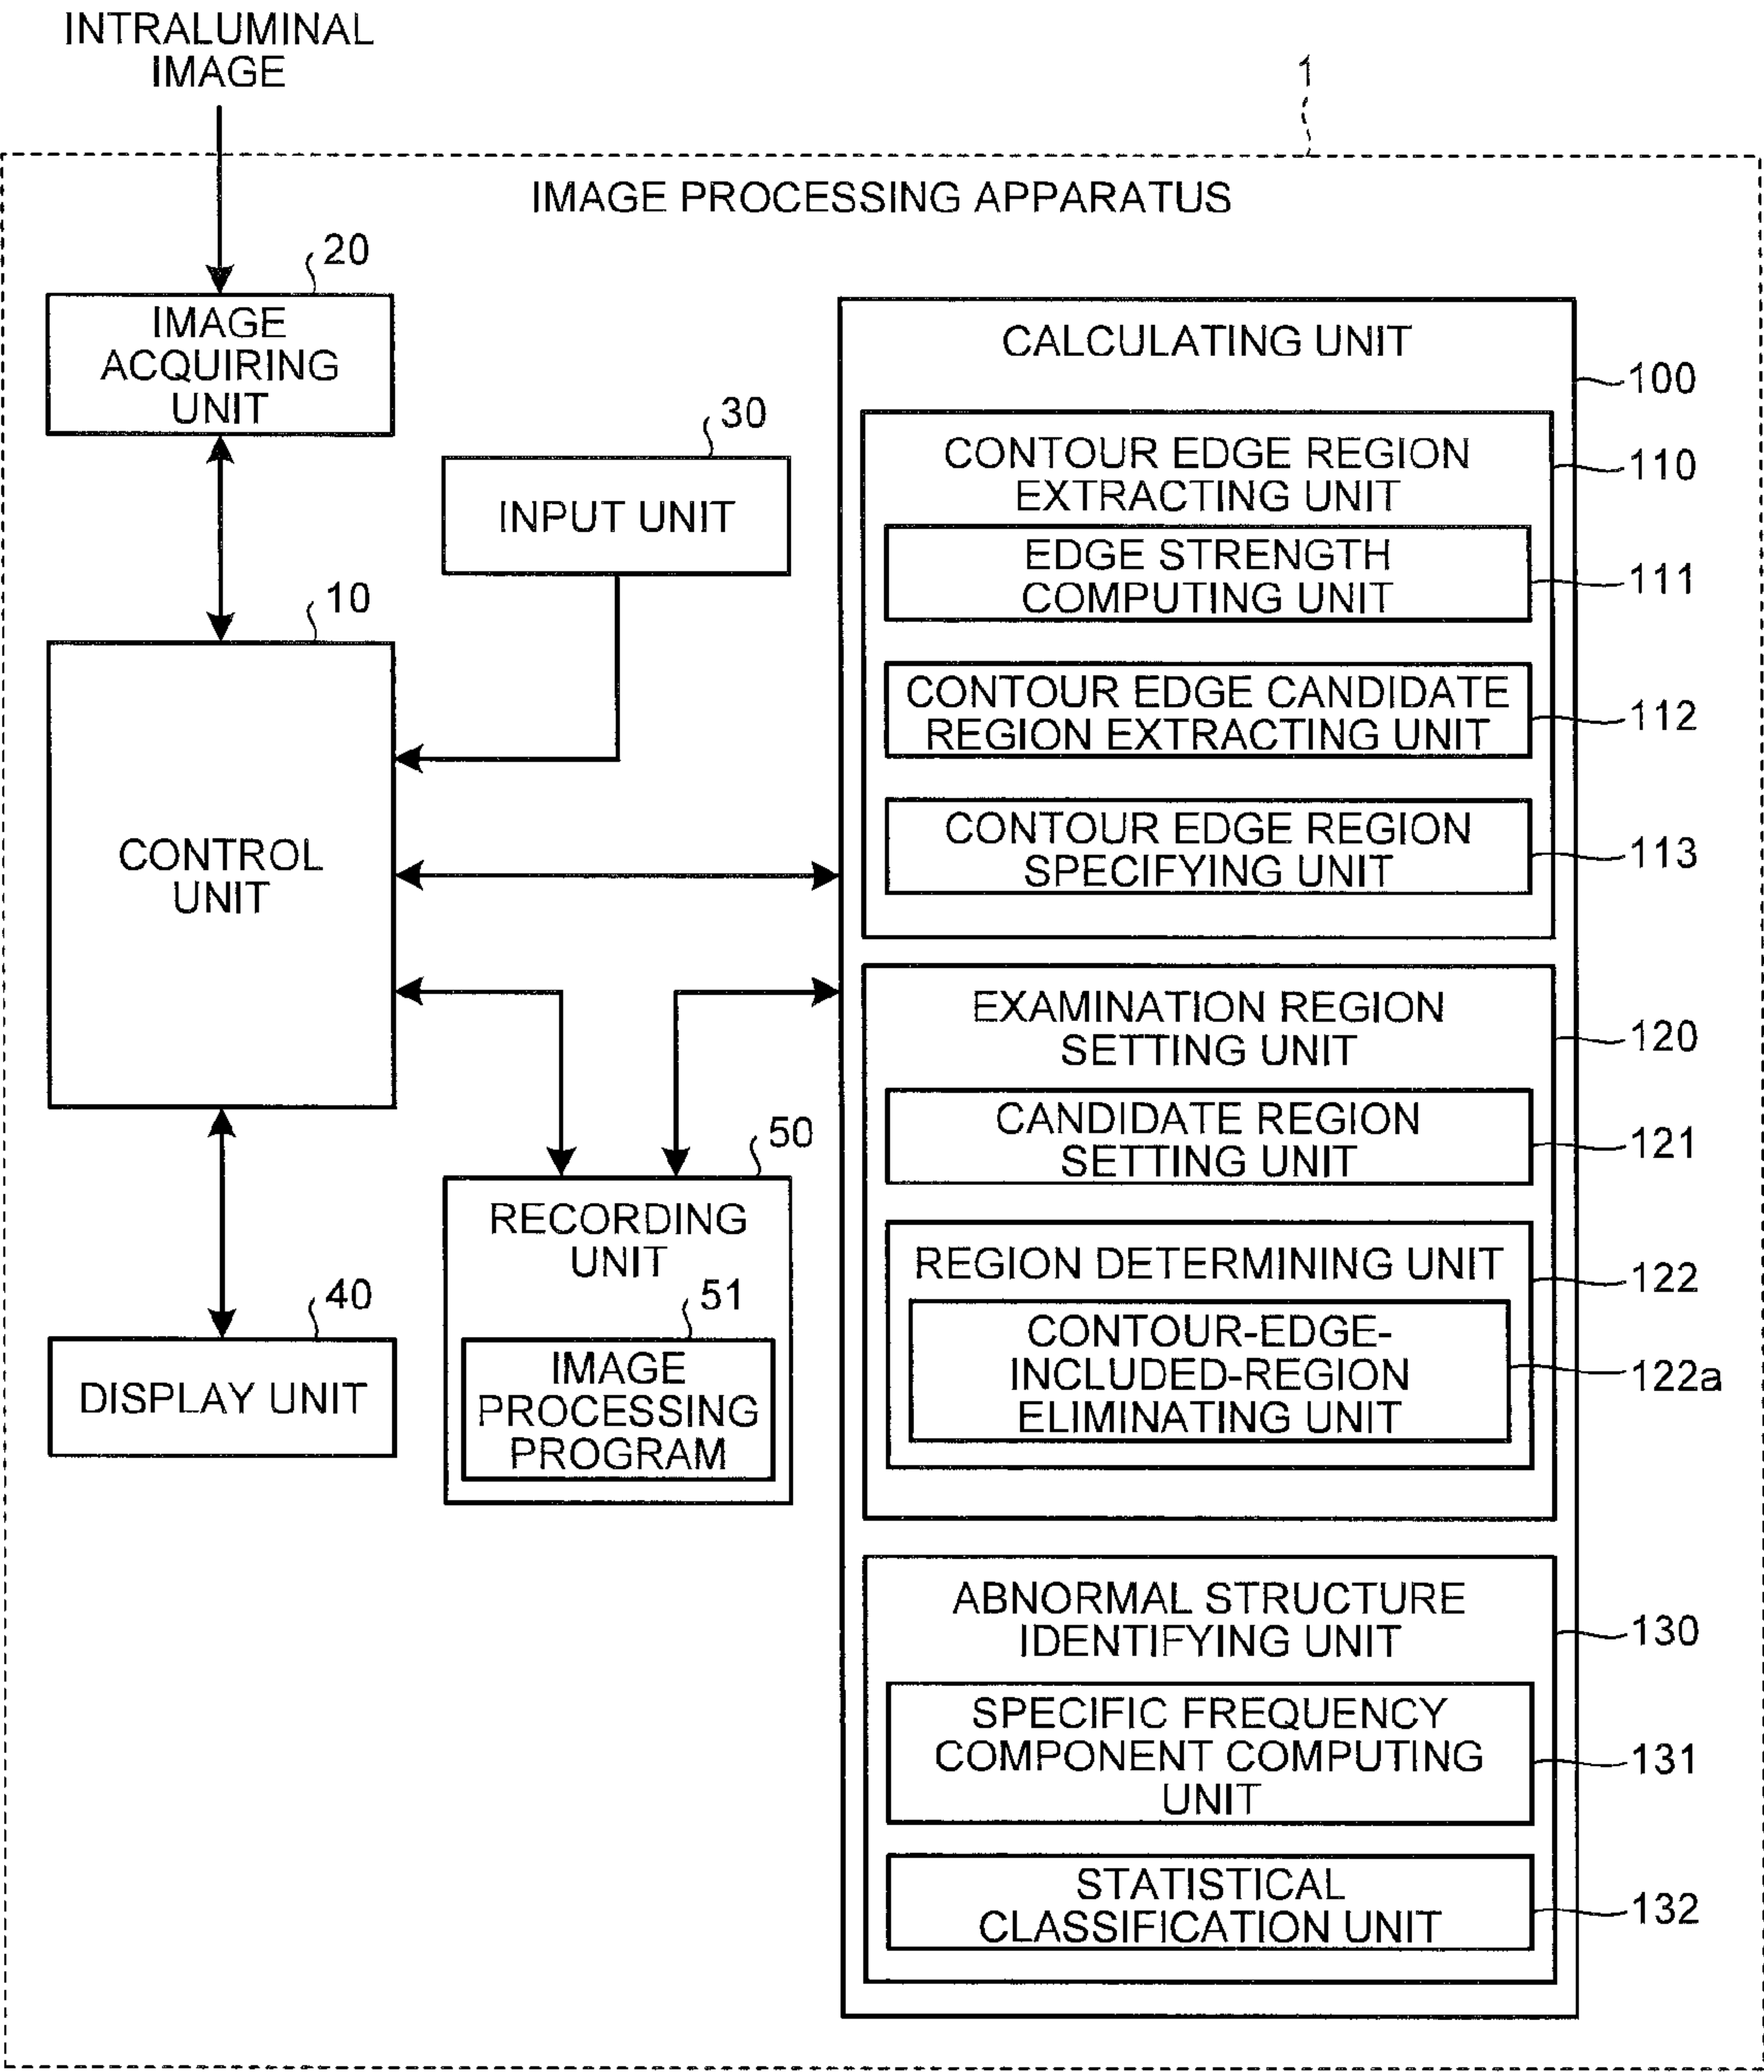 INTRALUMINAL
IMAGE
1
IMAGE PROCESSING APPARATUS
20
IMAGE
ACQUIRING
UNIT
30
INPUT UNIT
10
CONTROL
UNIT
40
DISPLAY UNIT
50
RECORDING
UNIT
51
IMAGE
PROCESSING
PROGRAM
CALCULATING UNIT
100
CONTOUR EDGE REGION
EXTRACTING UNIT
110
EDGE STRENGTH
COMPUTING UNIT
111
CONTOUR EDGE CANDIDATE
REGION EXTRACTING UNIT
112
CONTOUR EDGE REGION
SPECIFYING UNIT
113
EXAMINATION REGION
SETTING UNIT
120
CANDIDATE REGION
SETTING UNIT
121
REGION DETERMINING UNIT
122
CONTOUR-EDGE-
INCLUDED-REGION
ELIMINATING UNIT
122a
ABNORMAL STRUCTURE
IDENTIFYING UNIT
130
SPECIFIC FREQUENCY
COMPONENT COMPUTING
UNIT
131
STATISTICAL
CLASSIFICATION UNIT
132